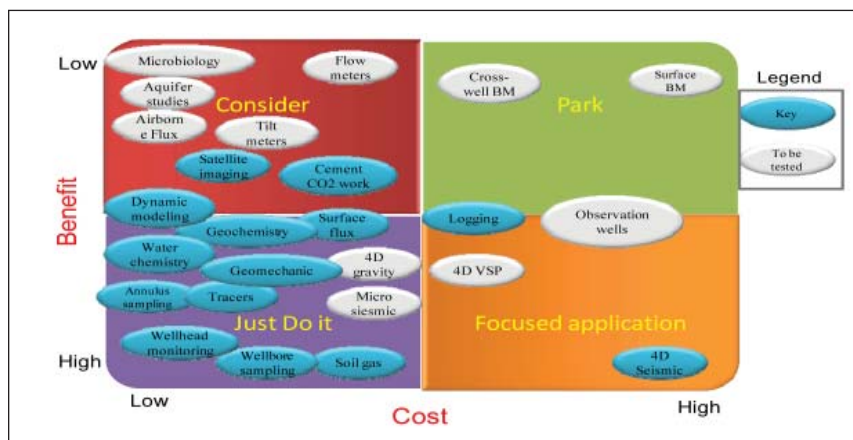 Low
Microbiology
Flow
meters
Cross-
well BM
Surface
BM
Legend
Aquifer
studies
Consider
Park
Key
Airborn
e Flux
Tilt
meters
To be
tested
Satellite
imaging
Cement
CO2 work
Benefit
Dynamic
modeling
Geochemistry
Surface
flux
Logging
Observation
wells
Water
chemistry
Geomechanic
4D
gravity
4D VSP
Annulus
sampling
Tracers
Micro
siesmic
Just Do it
Focused application
Wellhead
monitoring
Wellbore
sampling
Soil gas
4D
Seismic
High
Low
Cost
High